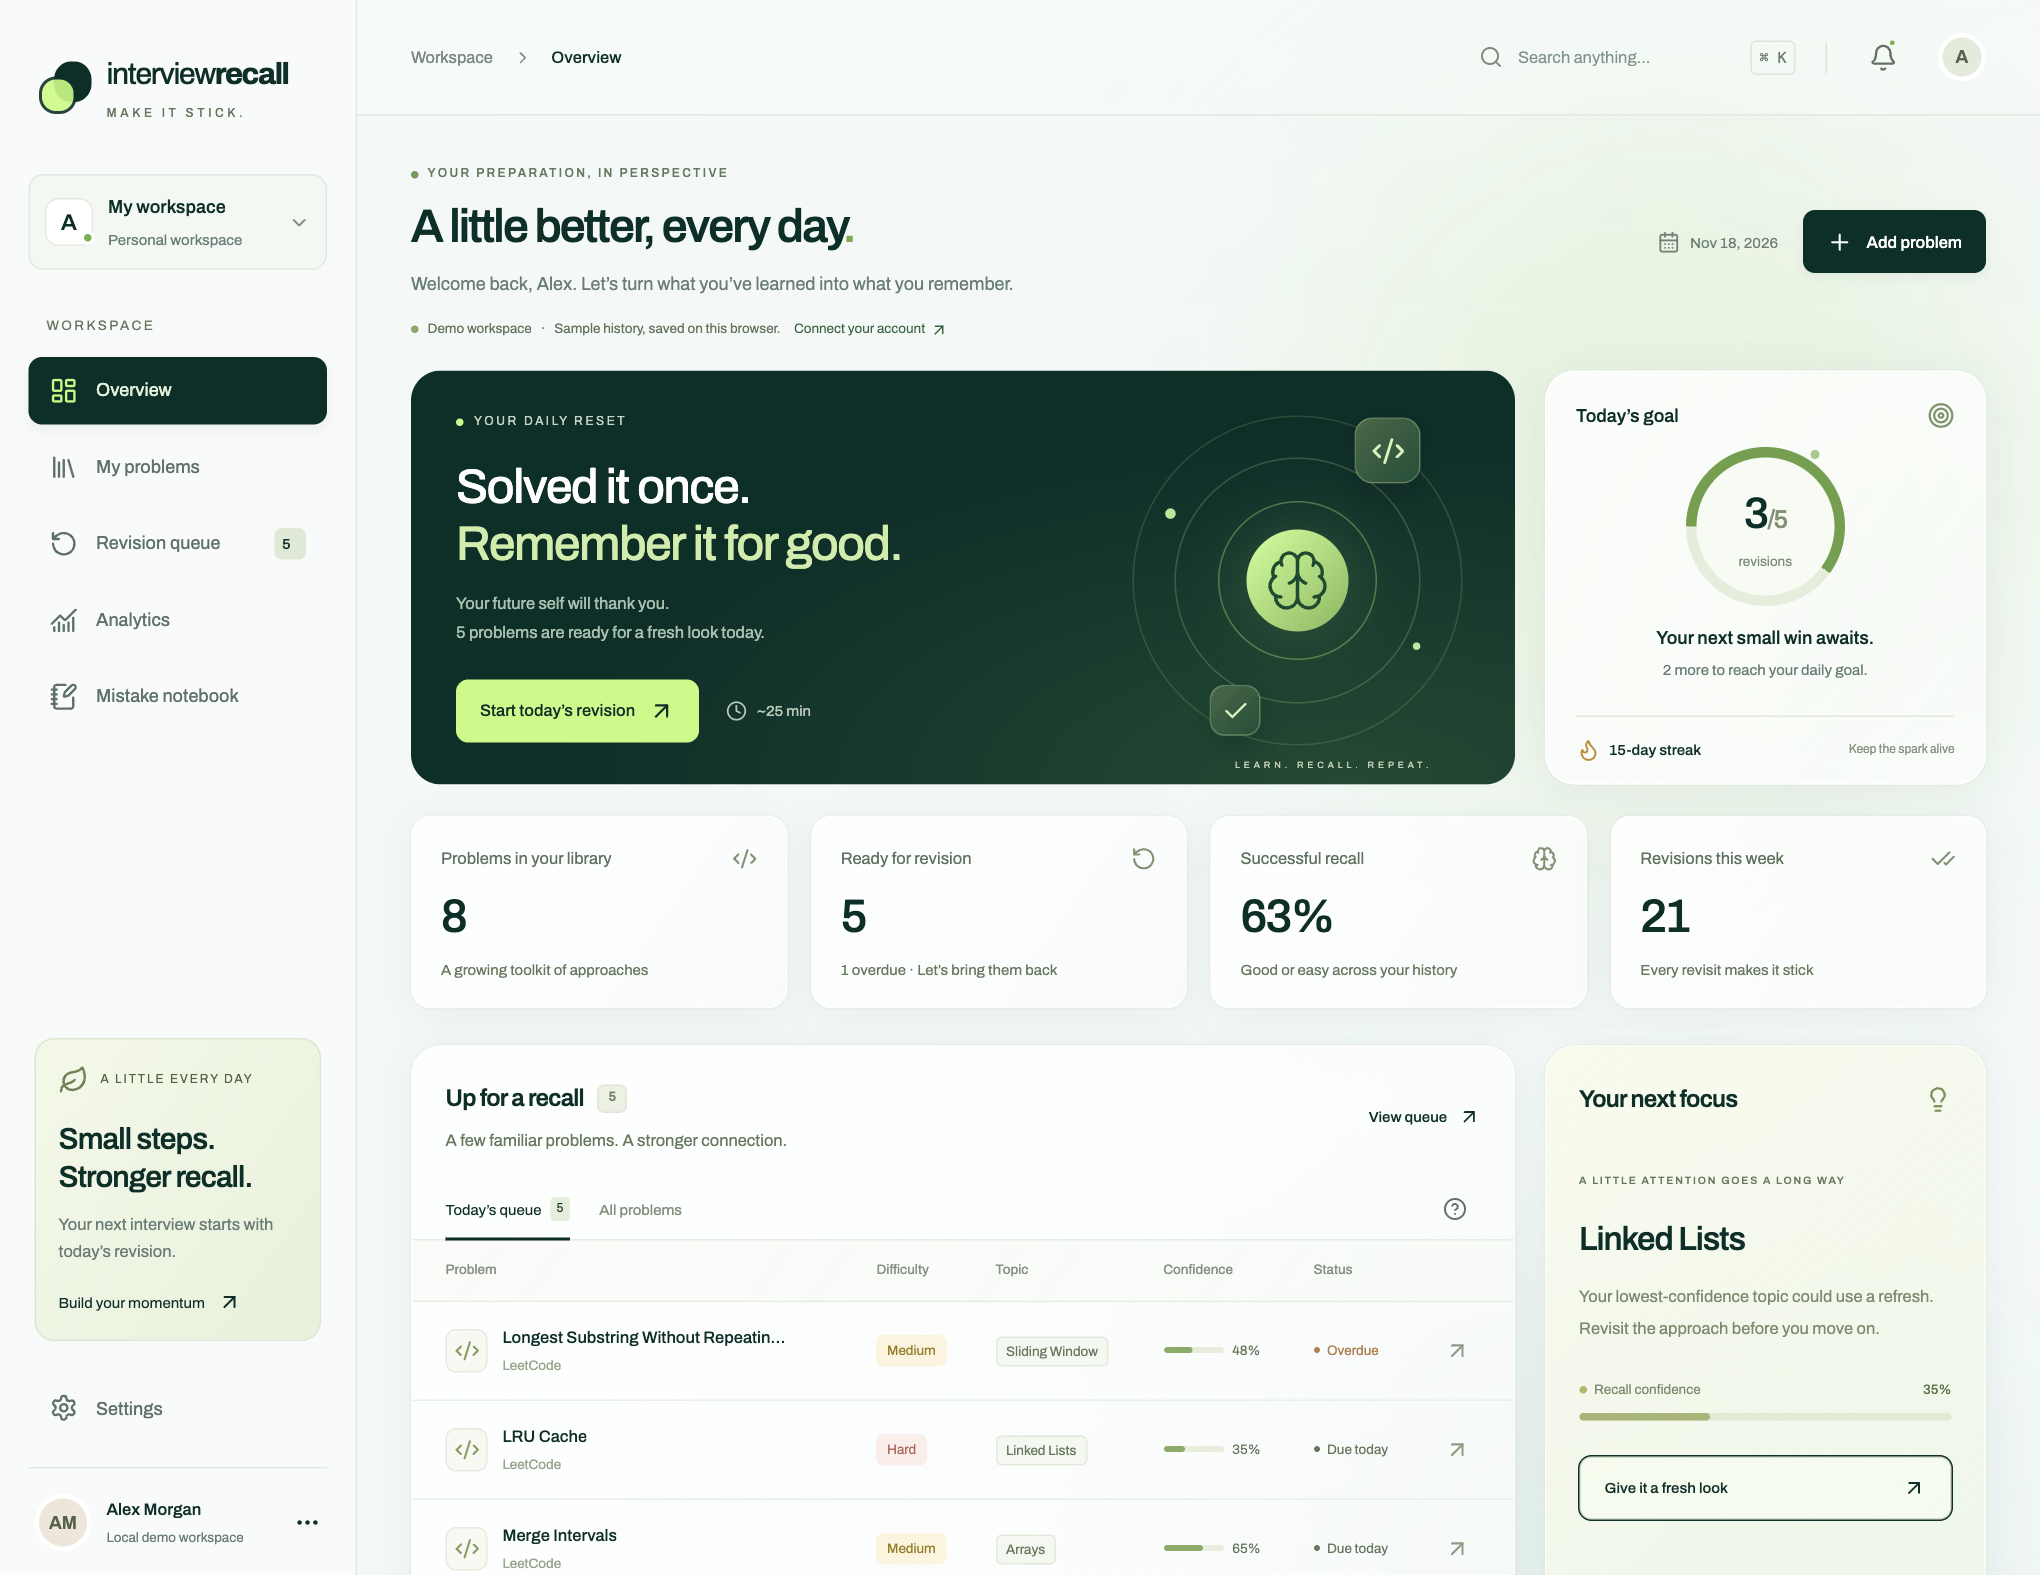 interviewrecall
MAKE IT STICK.
A
My workspace
Personal workspace
WORKSPACE
Overview
My problems
Revision queue 5
Analytics
Mistake notebook
A LITTLE EVERY DAY
Small steps.
Stronger recall.
Your next interview starts with
today’s revision.
Build your momentum
Settings
AM
Alex Morgan
Local demo workspace
Workspace > Overview
Search anything... ⌘ K
A
YOUR PREPARATION, IN PERSPECTIVE
A little better, every day.
Welcome back, Alex. Let’s turn what you’ve learned into what you remember.
Demo workspace · Sample history, saved on this browser. Connect your account
Nov 18, 2026
Add problem
YOUR DAILY RESET
Solved it once.
Remember it for good.
Your future self will thank you.
5 problems are ready for a fresh look today.
Start today’s revision
~25 min
LEARN. RECALL. REPEAT.
Today’s goal
3/5
revisions
Your next small win awaits.
2 more to reach your daily goal.
15-day streak
Keep the spark alive
Problems in your library
8
A growing toolkit of approaches
Ready for revision
5
1 overdue · Let’s bring them back
Successful recall
63%
Good or easy across your history
Revisions this week
21
Every revisit makes it stick
Up for a recall 5
A few familiar problems. A stronger connection.
View queue
Today’s queue 5
All problems
Problem Difficulty Topic Confidence Status
Longest Substring Without Repeatin...
LeetCode
Medium
Sliding Window
48%
Overdue
LRU Cache
LeetCode
Hard
Linked Lists
35%
Due today
Merge Intervals
LeetCode
Medium
Arrays
65%
Due today
Your next focus
A LITTLE ATTENTION GOES A LONG WAY
Linked Lists
Your lowest-confidence topic could use a refresh.
Revisit the approach before you move on.
Recall confidence 35%
Give it a fresh look